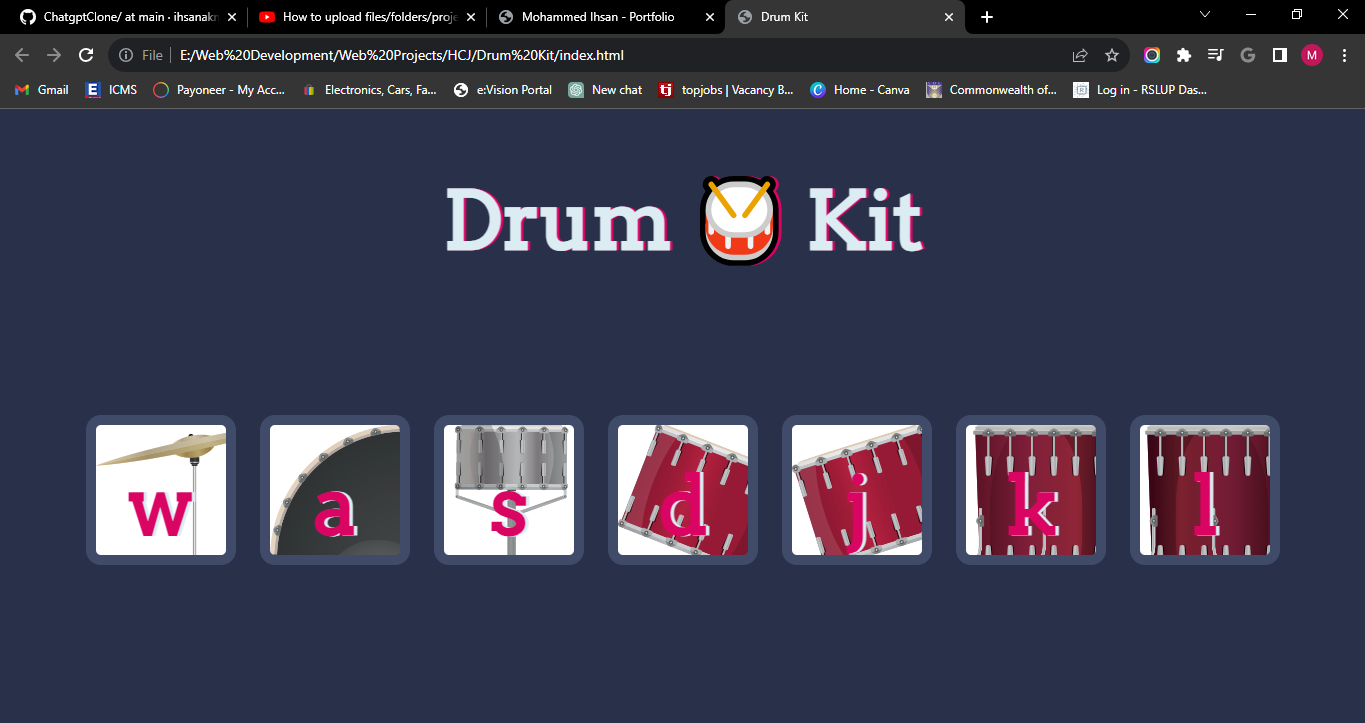 ChatgptClone/ at main · ihsanakn
How to upload files/folders/proje
Mohammed Ihsan - Portfolio
Drum Kit
File
E:/Web%20Development/Web%20Projects/HCJ/Drum%20Kit/index.html
G
M
Gmail
E
ICMS
Payoneer - My Acc...
Electronics, Cars, Fa...
e:Vision Portal
New chat
tj
topjobs | Vacancy B...
C
Home - Canva
Commonwealth of...
Log in - RSLUP Das...
Drum Kit
w a s d j k l